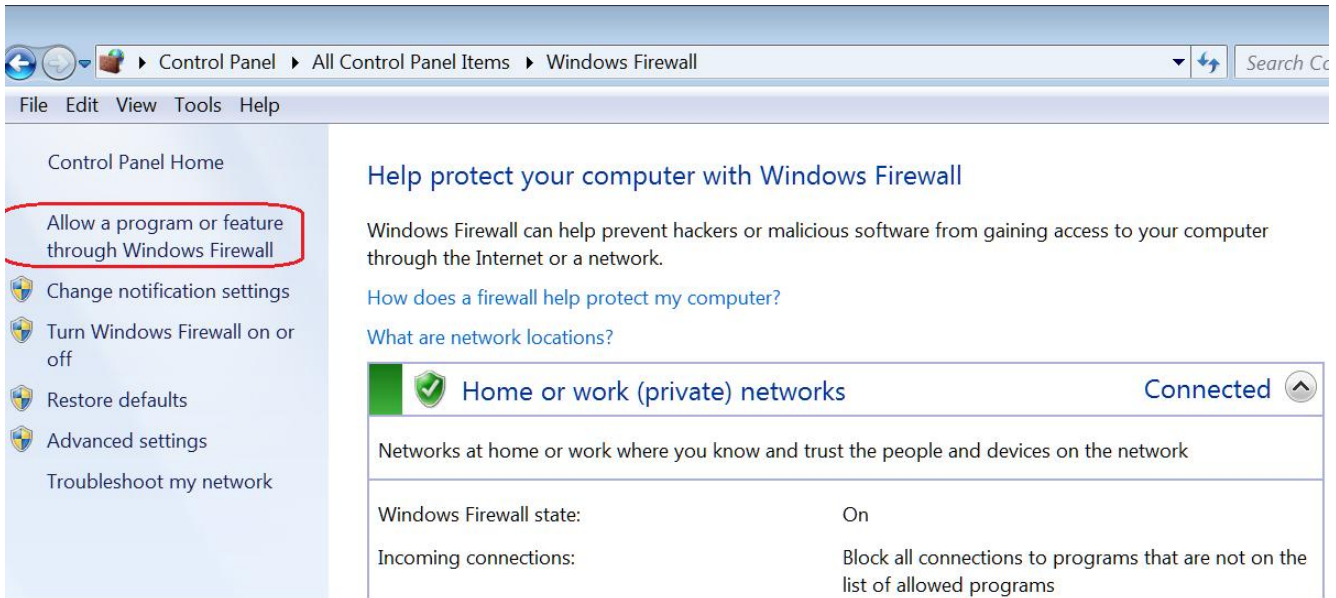 Control Panel ▸ All Control Panel Items ▸ Windows Firewall
Search Co
File Edit View Tools Help
Control Panel Home
Allow a program or feature
through Windows Firewall
Change notification settings
Turn Windows Firewall on or
off
Restore defaults
Advanced settings
Troubleshoot my network
Help protect your computer with Windows Firewall
Windows Firewall can help prevent hackers or malicious software from gaining access to your computer
through the Internet or a network.
How does a firewall help protect my computer?
What are network locations?
Home or work (private) networks
Connected
Networks at home or work where you know and trust the people and devices on the network
Windows Firewall state:
On
Incoming connections:
Block all connections to programs that are not on the
list of allowed programs